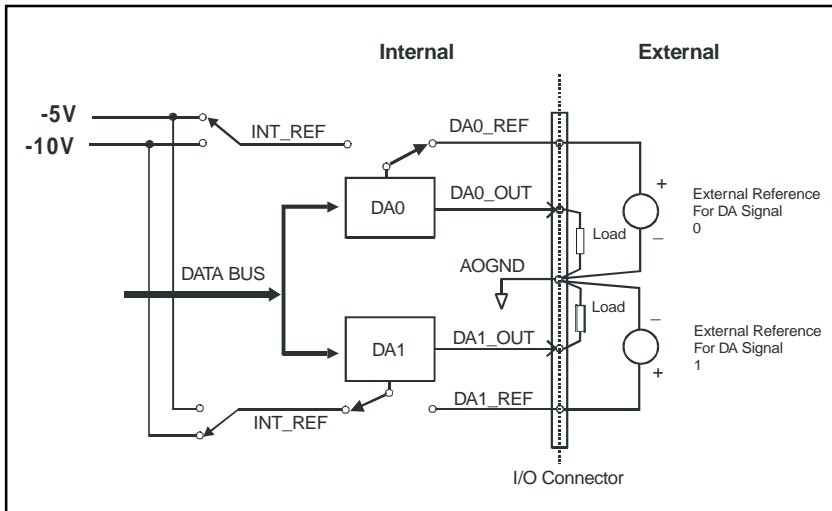 Internal
External
-5V
-10V
INT_REF
DA0_REF
DA0
DA0_OUT
+
External Reference
For DA Signal
0
–
Load
AOGND
DATA BUS
Load
DA1
DA1_OUT
–
External Reference
For DA Signal
1
+
INT_REF
DA1_REF
I/O Connector